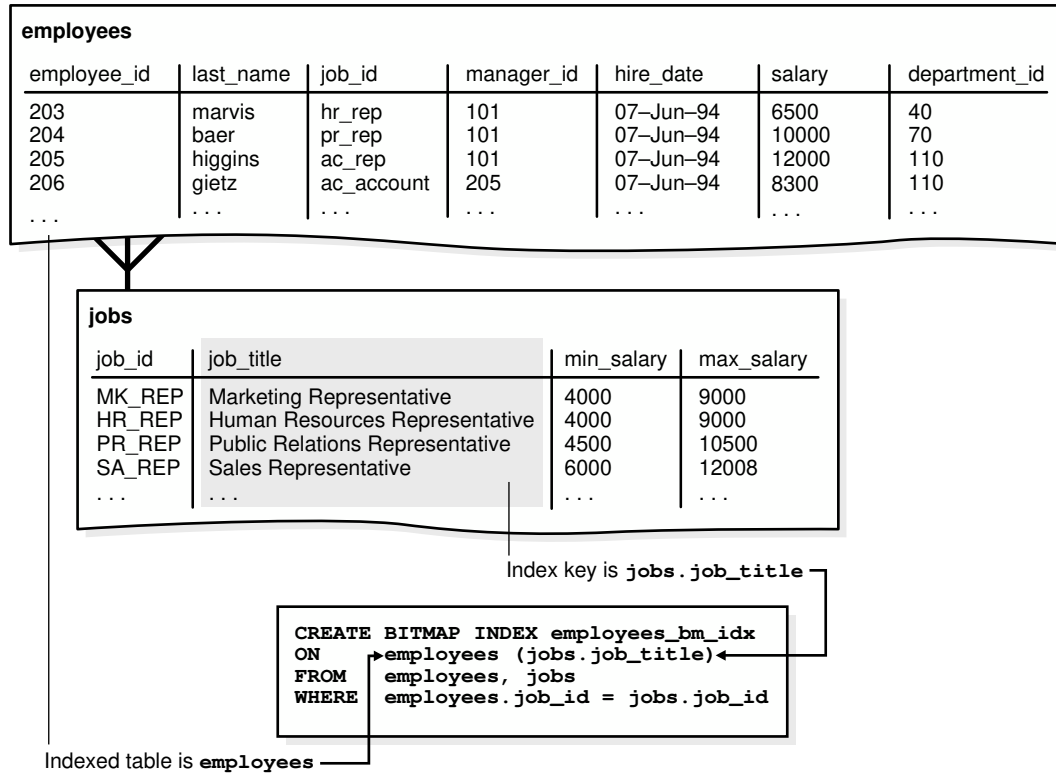 employees
employee_id last_name job_id manager_id hire_date salary department_id
203 marvis hr_rep 101 07–Jun–94 6500 40
204 baer pr_rep 101 07–Jun–94 10000 70
205 higgins ac_rep 101 07–Jun–94 12000 110
206 gietz ac_account 205 07–Jun–94 8300 110
. . . . . . . . . . . . . . . . . . . . .
jobs
job_id job_title min_salary max_salary
MK_REP Marketing Representative 4000 9000
HR_REP Human Resources Representative 4000 9000
PR_REP Public Relations Representative 4500 10500
SA_REP Sales Representative 6000 12008
. . . . . . . . . . . .
Index key is jobs.job_title
CREATE BITMAP INDEX employees_bm_idx
ON employees (jobs.job_title)
FROM employees, jobs
WHERE employees.job_id = jobs.job_id
Indexed table is employees